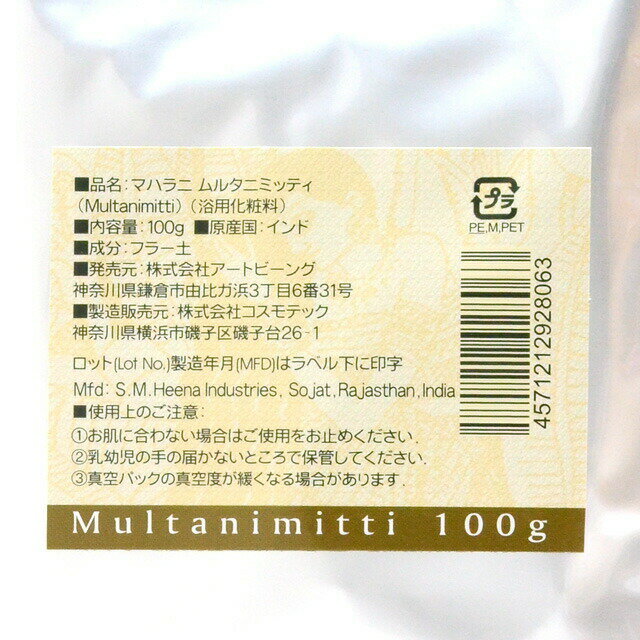 ■品名:マハラニ ムルタニミッティ
(Multanimitti)(浴用化粧料)
■内容量:100g ■原産国:インド
■成分:フラー土
■発売元:株式会社アートビーング
神奈川県鎌倉市由比ガ浜3丁目6番31号
■製造販売元:株式会社コスモテック
神奈川県横浜市磯子区磯子台26-1
ロット(Lot No.)製造年月(MFD)はラベル下に印字
Mfd: S.M.Heena Industries, Sojat,Rajasthan,India
■使用上のご注意:
①お肌に合わない場合はご使用をお止めください.
②乳幼児の手の届かないところで保管してください.
③真空パックの真空度が緩くなる場合があります.
プラ
PE,M,PET
4571212928063
Multanimitti 100g